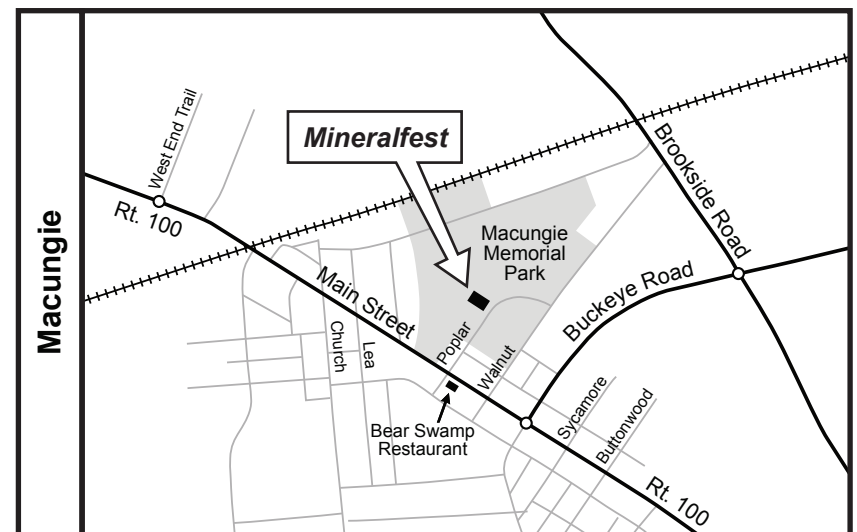 Macungie
West End Trail
Rt. 100
Mineralfest
Brookside Road
Macungie
Memorial
Park
Main Street
Buckeye Road
Church
Lea
Poplar
Walnut
Bear Swamp
Restaurant
Sycamore
Buttonwood
Rt. 100